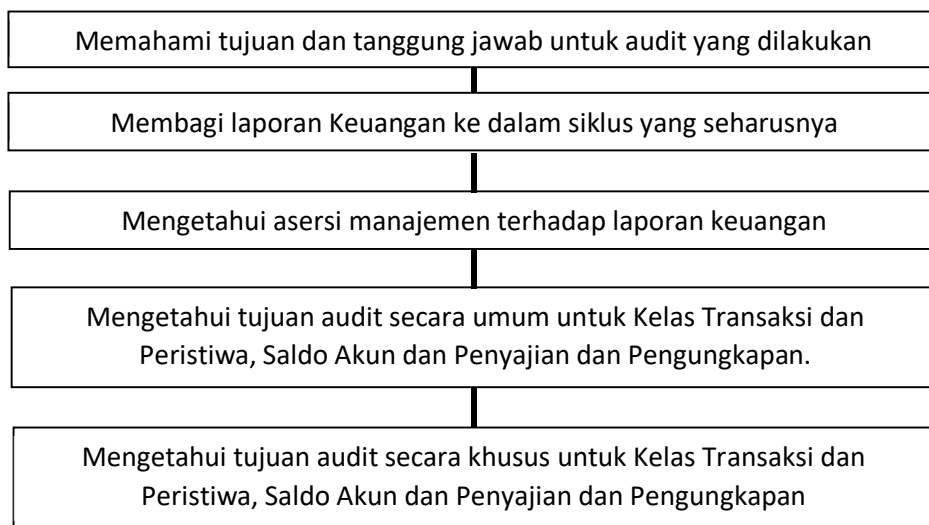 Memahami tujuan dan tanggung jawab untuk audit yang dilakukan
Membagi laporan Keuangan ke dalam siklus yang seharusnya
Mengetahui asersi manajemen terhadap laporan keuangan
Mengetahui tujuan audit secara umum untuk Kelas Transaksi dan
Peristiwa, Saldo Akun dan Penyajian dan Pengungkapan.
Mengetahui tujuan audit secara khusus untuk Kelas Transaksi dan
Peristiwa, Saldo Akun dan Penyajian dan Pengungkapan